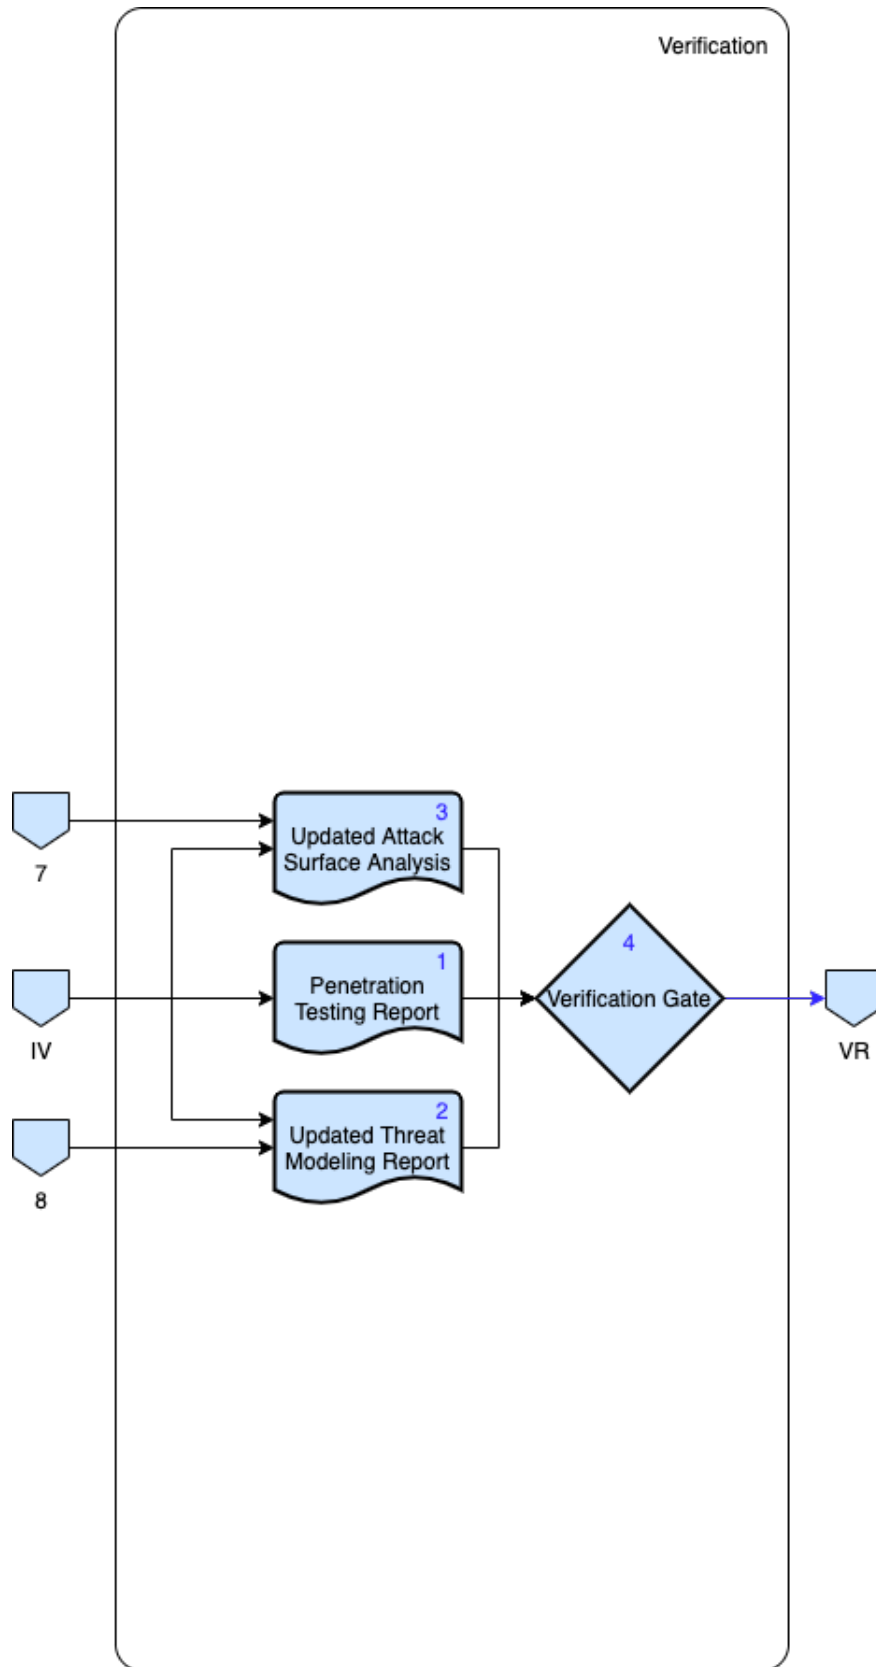 Verification
3
Updated Attack
Surface Analysis
7
1
Penetration
Testing Report
IV
4
Verification Gate
VR
2
Updated Threat
Modeling Report
8